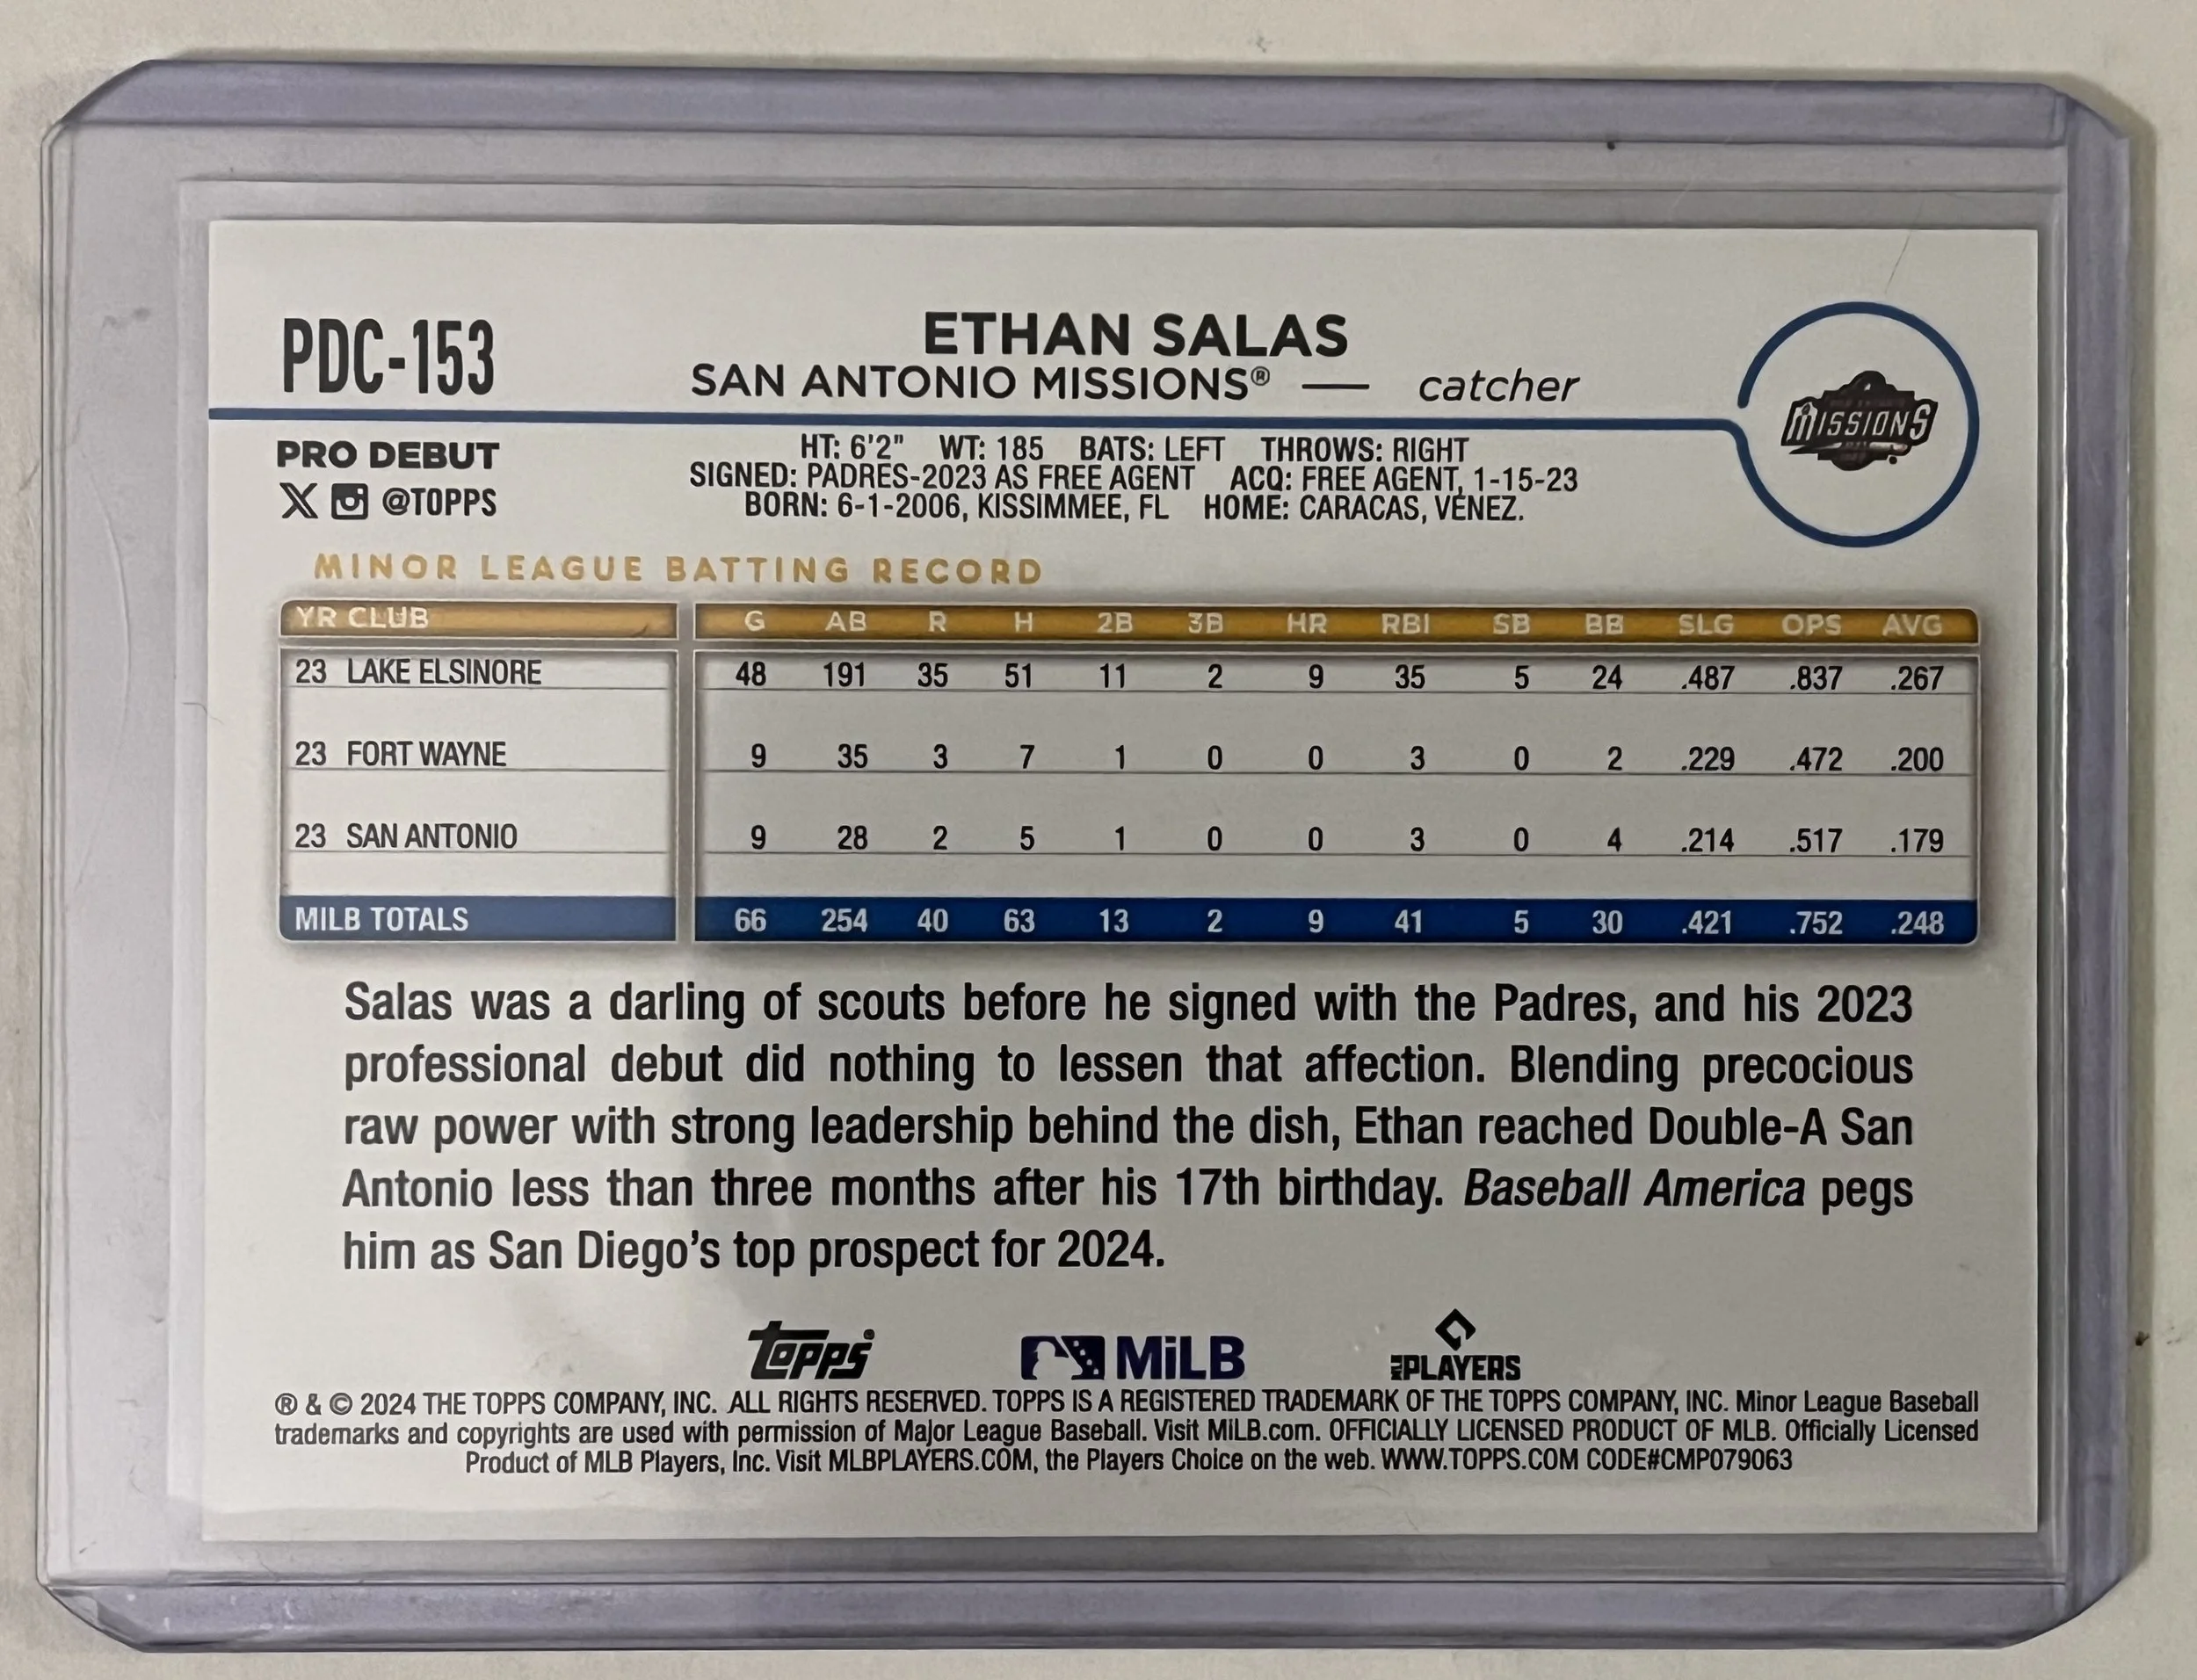 PDC-153
ETHAN SALAS
SAN ANTONIO MISSIONS® — catcher
MISSIONS
PRO DEBUT
X @TOPPS
HT: 6'2" WT: 185 BATS: LEFT THROWS: RIGHT
SIGNED: PADRES-2023 AS FREE AGENT ACQ: FREE AGENT, 1-15-23
BORN: 6-1-2006, KISSIMMEE, FL HOME: CARACAS, VENEZ.
MINOR LEAGUE BATTING RECORD
YR CLUB G AB R H 2B 3B HR RBI SB BB SLG OPS AVG
23 LAKE ELSINORE 48 191 35 51 11 2 9 35 5 24 .487 .837 .267
23 FORT WAYNE 9 35 3 7 1 0 0 3 0 2 .229 .472 .200
23 SAN ANTONIO 9 28 2 5 1 0 0 3 0 4 .214 .517 .179
MILB TOTALS 66 254 40 63 13 2 9 41 5 30 .421 .752 .248
Salas was a darling of scouts before he signed with the Padres, and his 2023
professional debut did nothing to lessen that affection. Blending precocious
raw power with strong leadership behind the dish, Ethan reached Double-A San
Antonio less than three months after his 17th birthday. Baseball America pegs
him as San Diego's top prospect for 2024.
Topps MiLB PLAYERS
® & © 2024 THE TOPPS COMPANY, INC. ALL RIGHTS RESERVED. TOPPS IS A REGISTERED TRADEMARK OF THE TOPPS COMPANY, INC. Minor League Baseball
trademarks and copyrights are used with permission of Major League Baseball. Visit MiLB.com. OFFICIALLY LICENSED PRODUCT OF MLB. Officially Licensed
Product of MLB Players, Inc. Visit MLBPLAYERS.COM, the Players Choice on the web. WWW.TOPPS.COM CODE#CMP079063